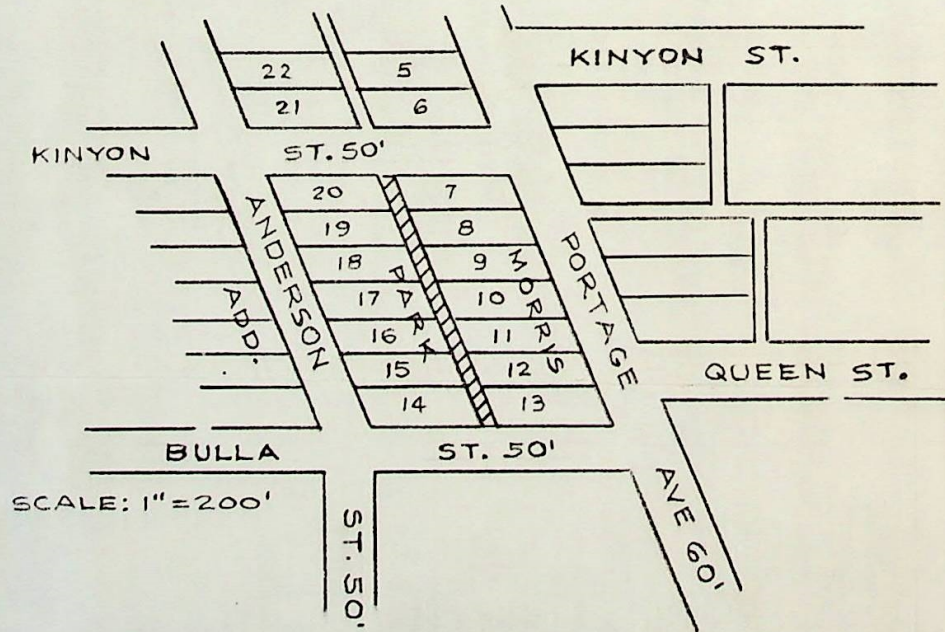 KINYON ST.
22 5
21 6
KINYON ST. 50'
20 7
19 8
18 9
17 10
16 11
15 12
14 13
ANDERSON
ST. 50'
ADD.
PARK
MORRIS
PORTAGE
AVE 60'
QUEEN ST.
BULLA ST. 50'
SCALE: 1"=200'